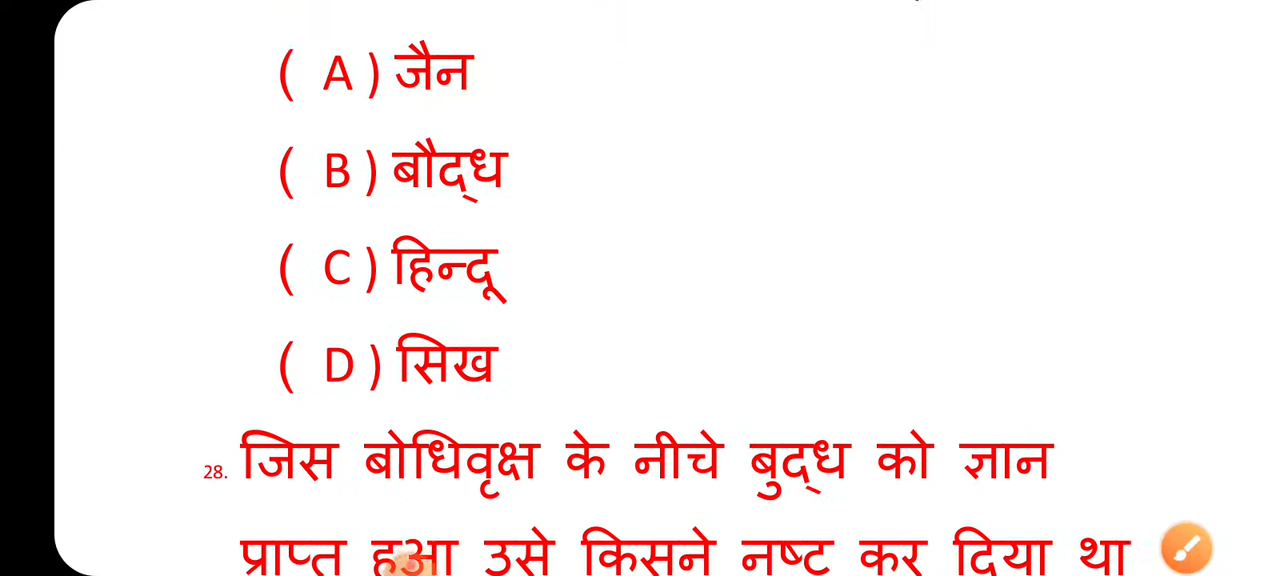 ( A ) जैन
( B ) बौद्ध
( C ) हिन्दू
( D ) सिख
28. जिस बोधिवृक्ष के नीचे बुद्ध को ज्ञान
प्राप्त हुआ उसे किसने नष्ट कर दिया था